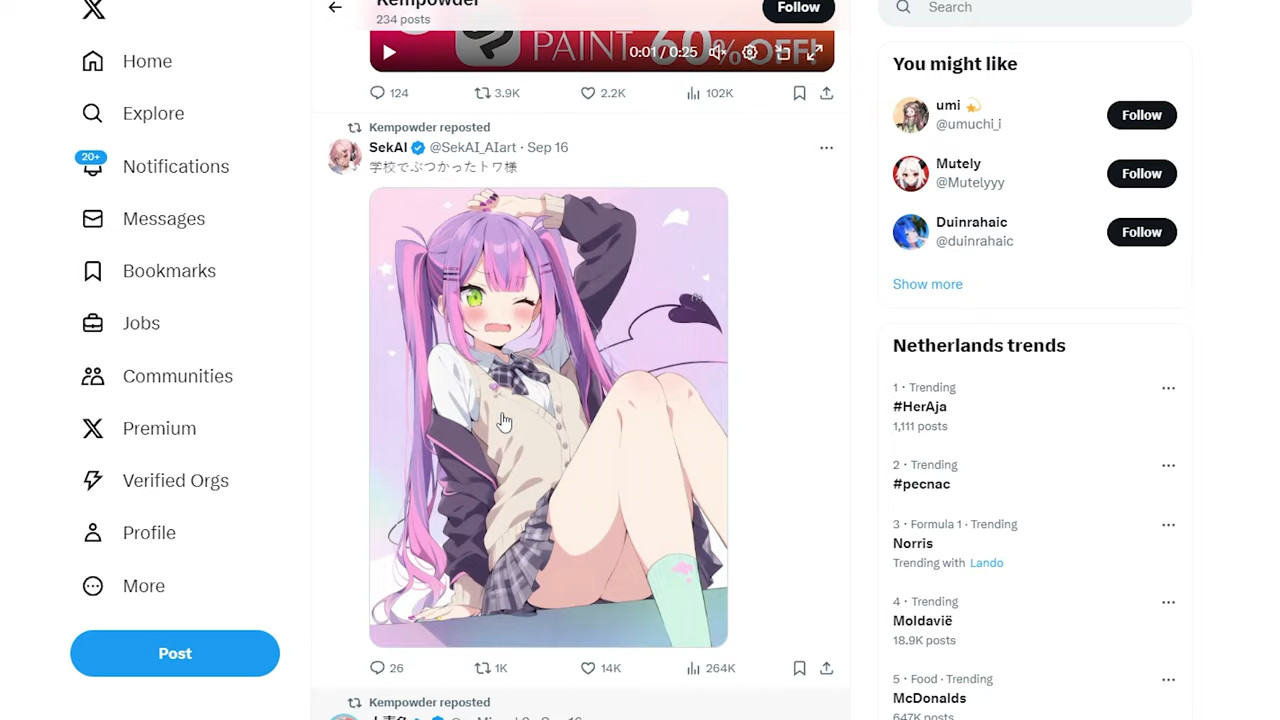 Home
Explore
20+
Notifications
Messages
Bookmarks
Jobs
Communities
Premium
Verified Orgs
Profile
More
Post
Kempowder
234 posts
Follow
PAINT 60% OFF!
0:01 / 0:25
124
3.9K
2.2K
102K
Kempowder reposted
SekAI @SekAI_AIart · Sep 16
学校でぶつかったトワ様
26
1K
14K
264K
Kempowder reposted
Search
You might like
umi
@umuchi_i
Follow
Mutely
@Mutelyyy
Follow
Duinrahaic
@duinrahaic
Follow
Show more
Netherlands trends
1 · Trending
#HerAja
1,111 posts
2 · Trending
#pecnac
3 · Formula 1 · Trending
Norris
Trending with Lando
4 · Trending
Moldavië
18.9K posts
5 · Food · Trending
McDonalds
647K posts